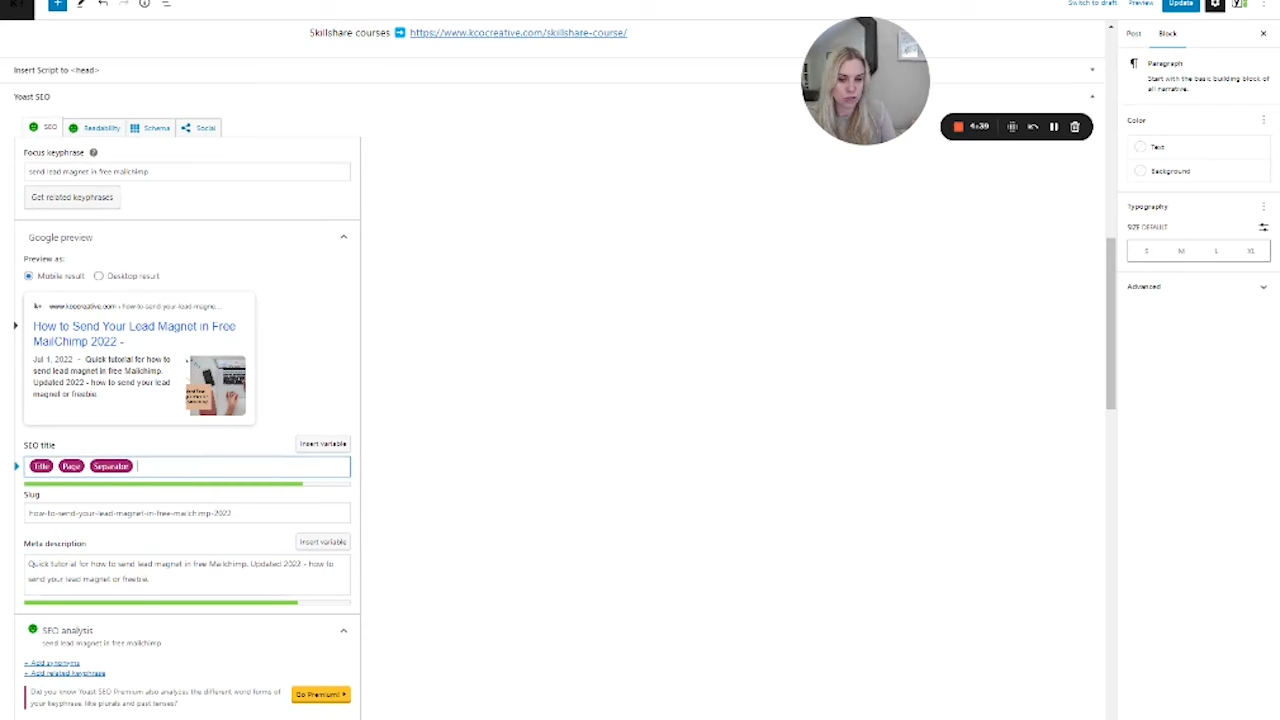 K+
Switch to draft
Preview
Update
Skillshare courses ➡ https://www.kcocreative.com/skillshare-course/
Post
Block
Insert Script to <head>
Paragraph
Start with the basic building block of
all narrative.
Yoast SEO
SEO
Readability
Schema
Social
4:39
Color
Text
Background
Focus keyphrase
send lead magnet in free mailchimp
Get related keyphrases
Typography
SIZE DEFAULT
S M L XL
Google preview
Preview as:
Mobile result
Desktop result
Advanced
K+ www.kcocreative.com › how-to-send-your-lead-magne...
How to Send Your Lead Magnet in Free
MailChimp 2022 -
Jul 1, 2022 - Quick tutorial for how to
send lead magnet in free Mailchimp.
Updated 2022 - how to send your lead
magnet or freebie.
SEO title
Insert variable
Title Page Separator
Slug
how-to-send-your-lead-magnet-in-free-mailchimp-2022
Meta description
Insert variable
Quick tutorial for how to send lead magnet in free Mailchimp. Updated 2022 - how to
send your lead magnet or freebie.
SEO analysis
send lead magnet in free mailchimp
+ Add synonyms
+ Add related keyphrase
Did you know Yoast SEO Premium also analyzes the different word forms of
your keyphrase, like plurals and past tenses?
Go Premium!